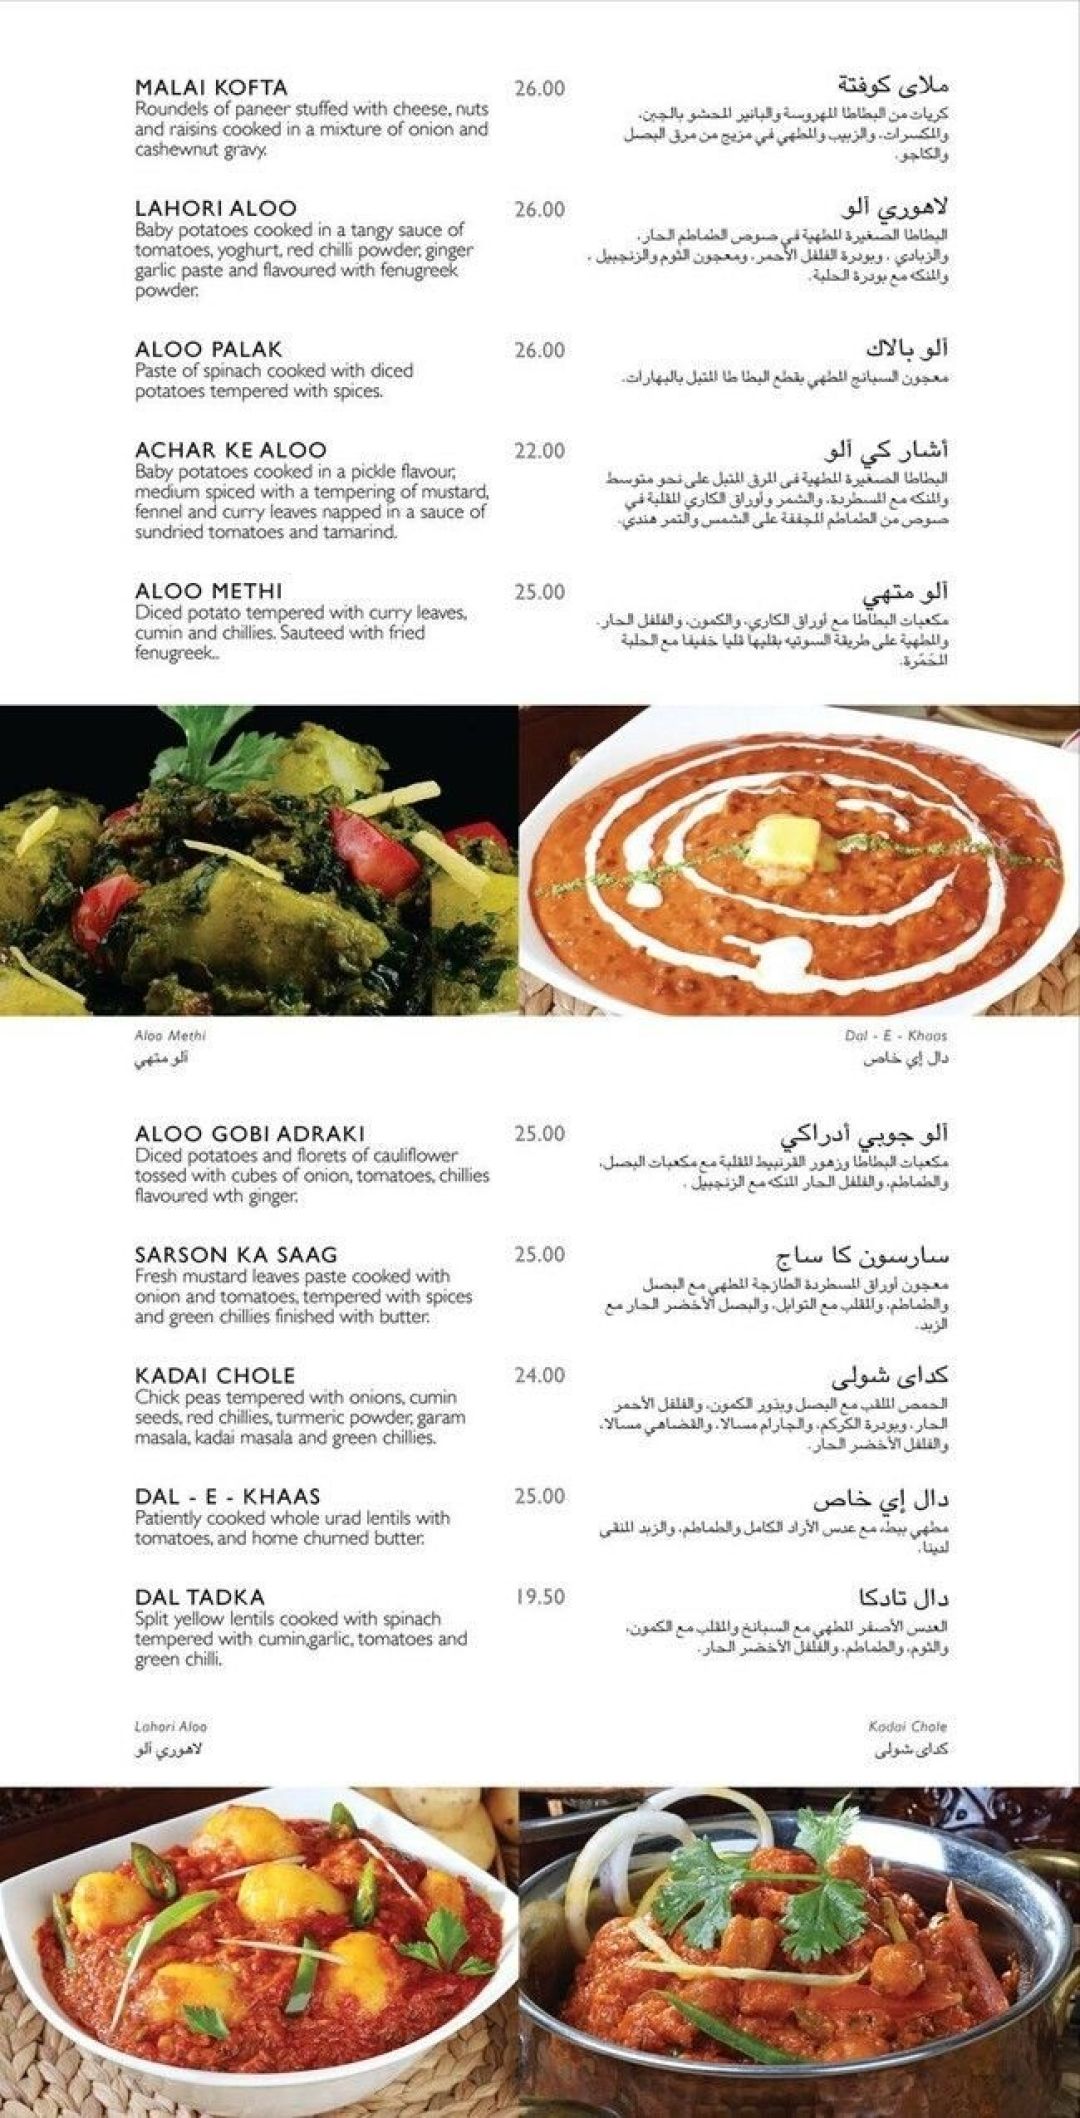 MALAI KOFTA 26.00 ملاى كوفتة
Roundels of paneer stuffed with cheese, nuts
and raisins cooked in a mixture of onion and
cashewnut gravy.
كريات من البطاطا المهروسة والبانير المحشو بالجبن،
والمكسرات، والزبيب والمطهي في مزيج من مرق البصل
والكاجو.
LAHORI ALOO 26.00 لاهوري آلو
Baby potatoes cooked in a tangy sauce of
tomatoes, yoghurt, red chilli powder, ginger
garlic paste and flavoured with fenugreek
powder.
البطاطا الصغيرة المطهية في صوص الطماطم الحار،
والزبادي ، وبودرة الفلفل الأحمر، ومعجون الثوم والزنجبيل ،
والمنكه مع بودرة الحلبة.
ALOO PALAK 26.00 آلو بالاك
Paste of spinach cooked with diced
potatoes tempered with spices.
معجون السبانج المطهي بقطع البطا طا المتبل بالبهارات.
ACHAR KE ALOO 22.00 أشار كي آلو
Baby potatoes cooked in a pickle flavour,
medium spiced with a tempering of mustard,
fennel and curry leaves napped in a sauce of
sundried tomatoes and tamarind.
البطاطا الصغيرة المطهية فى المرق المتبل على نحو متوسط
والمنكه مع المسطردة، والشمر وأوراق الكاري المقلبة في
صوص من الطماطم المجففة على الشمس والتمر هندي.
ALOO METHI 25.00 آلو متهي
Diced potato tempered with curry leaves,
cumin and chillies. Sauteed with fried
fenugreek..
مكعبات البطاطا مع أوراق الكاري، والكمون، والفلفل الحار.
والمطهية على طريقة السوتيه بقليها قليا خفيفا مع الحلبة
المحَمّرة.
Aloo Methi Dal - E - Khaas
آلو متهي دال إي خاص
ALOO GOBI ADRAKI 25.00 آلو جوبي أدراكي
Diced potatoes and florets of cauliflower
tossed with cubes of onion, tomatoes, chillies
flavoured wth ginger.
مكعبات البطاطا وزهور القرنبيط المقلبة مع مكعبات البصل،
والطماطم، والفلفل الحار المنكه مع الزنجبيل .
SARSON KA SAAG 25.00 سارسون كا ساج
Fresh mustard leaves paste cooked with
onion and tomatoes, tempered with spices
and green chillies finished with butter.
معجون أوراق المسطردة الطازجة المطهي مع البصل
والطماطم، والمقلب مع التوابل، والبصل الأخضر الحار مع
الزبد.
KADAI CHOLE 24.00 كداى شولى
Chick peas tempered with onions, cumin
seeds, red chillies, turmeric powder, garam
masala, kadai masala and green chillies.
الحمص المقلب مع البصل وبذور الكمون، والفلفل الأحمر
الحار، وبودرة الكركم، والجارام مسالا، والقضاهي مسالا،
والفلفل الأخضر الحار.
DAL - E - KHAAS 25.00 دال إي خاص
Patiently cooked whole urad lentils with
tomatoes, and home churned butter.
مطهي ببطء مع عدس الأراد الكامل والطماطم، والزبد المنقى
لدينا.
DAL TADKA 19.50 دال تادكا
Split yellow lentils cooked with spinach
tempered with cumin,garlic, tomatoes and
green chilli.
العدس الأصفر المطهي مع السبانخ والمقلب مع الكمون،
والثوم، والطماطم، والفلفل الأخضر الحار.
Lahori Aloo Kadai Chole
لاهوري آلو كداى شولى